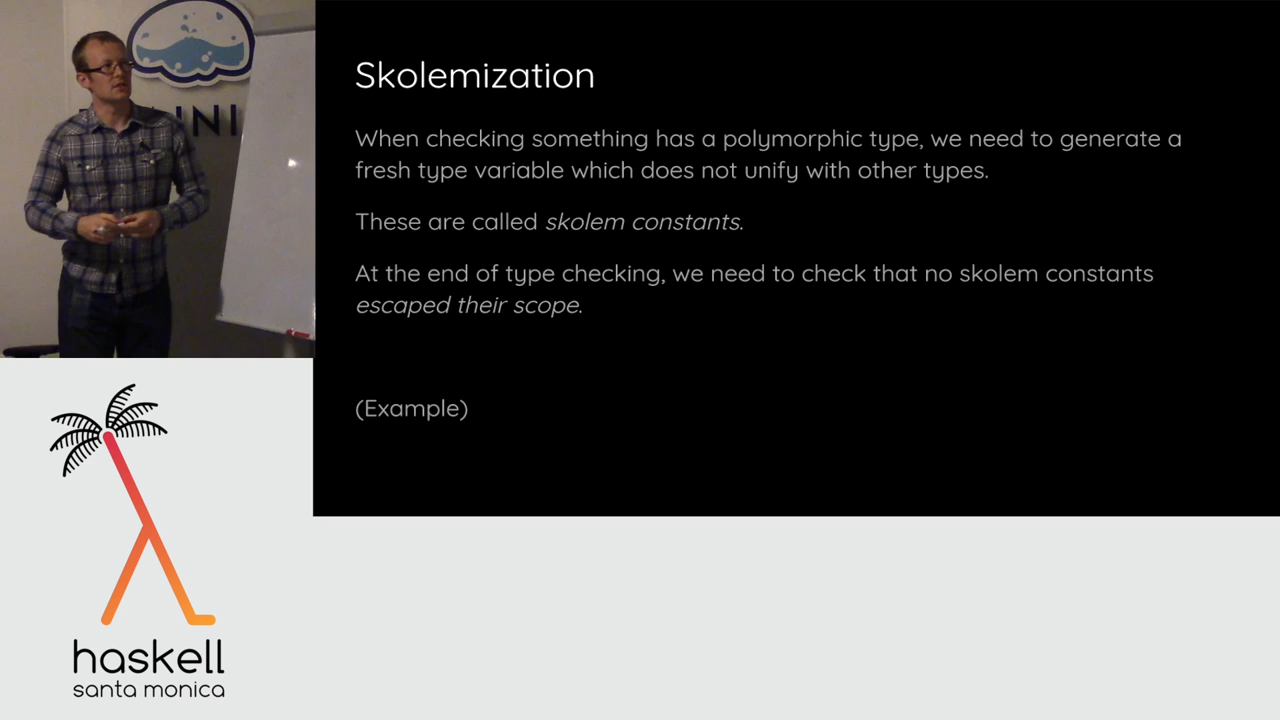 Skolemization
When checking something has a polymorphic type, we need to generate a
fresh type variable which does not unify with other types.
These are called skolem constants.
At the end of type checking, we need to check that no skolem constants
escaped their scope.
(Example)
haskell
santa monica